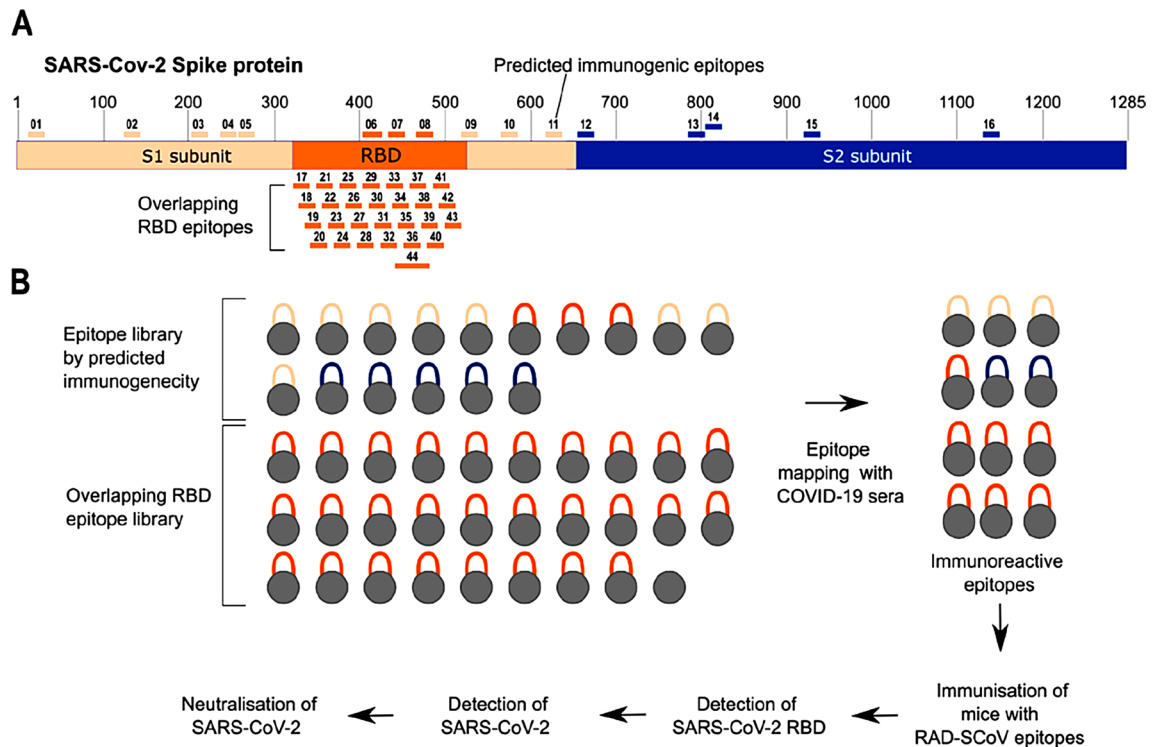 A
SARS-Cov-2 Spike protein
Predicted immunogenic epitopes
1 100 200 300 400 500 600 700 800 900 1000 1100 1200 1285
01 02 03 04 05 06 07 08 09 10 11 12 13 14 15 16
S1 subunit RBD S2 subunit
17 21 25 29 33 37 41
Overlapping
RBD epitopes
18 22 26 30 34 38 42
19 23 27 31 35 39 43
20 24 28 32 36 40
44
B
Epitope library
by predicted
immunogenecity
Overlapping RBD
epitope library
Epitope
mapping with
COVID-19 sera
Immunoreactive
epitopes
Immunisation of
mice with
RAD-SCoV epitopes
Detection of
SARS-CoV-2 RBD
Detection of
SARS-CoV-2
Neutralisation of
SARS-CoV-2